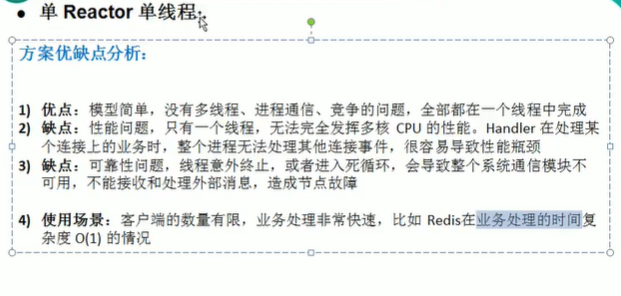 ● 单 Reactor 单线程:
方案优缺点分析：
1) 优点：模型简单，没有多线程、进程通信、竞争的问题，全部都在一个线程中完成
2) 缺点：性能问题，只有一个线程，无法完全发挥多核 CPU 的性能。Handler 在处理某
个连接上的业务时，整个进程无法处理其他连接事件，很容易导致性能瓶颈
3) 缺点：可靠性问题，线程意外终止，或者进入死循环，会导致整个系统通信模块不
可用，不能接收和处理外部消息，造成节点故障
4) 使用场景：客户端的数量有限，业务处理非常快速，比如 Redis在业务处理的时间复
杂度 O(1) 的情况